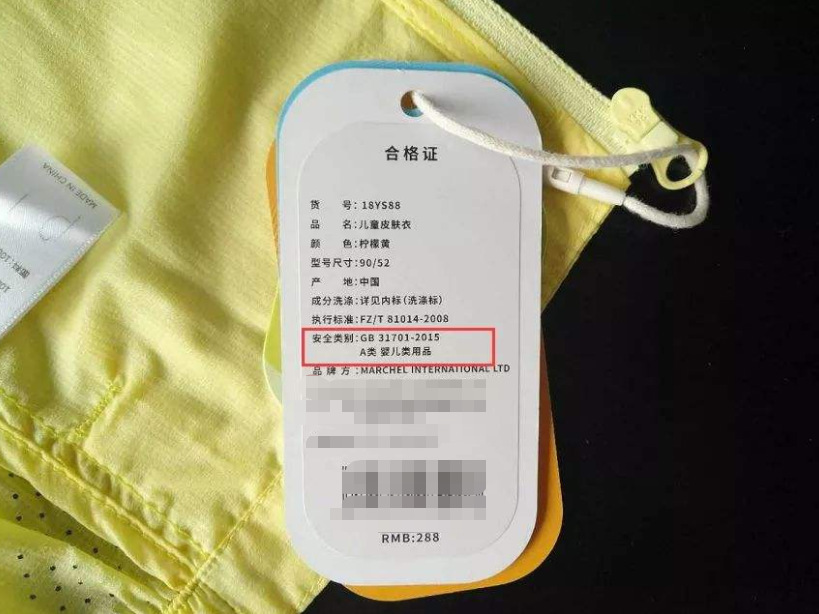 合格证
货 号: 18YS88
品 名:儿童皮肤衣
颜 色:柠檬黄
型号尺寸:90/52
产 地:中国
成分洗涤:详见内标(洗涤标)
执行标准:FZ/T 81014-2008
安全类别:GB 31701-2015
A类 婴儿类用品
品 牌 方 :MARCHEL INTERNATIONAL LTD
RMB:288
MADE IN CHINA